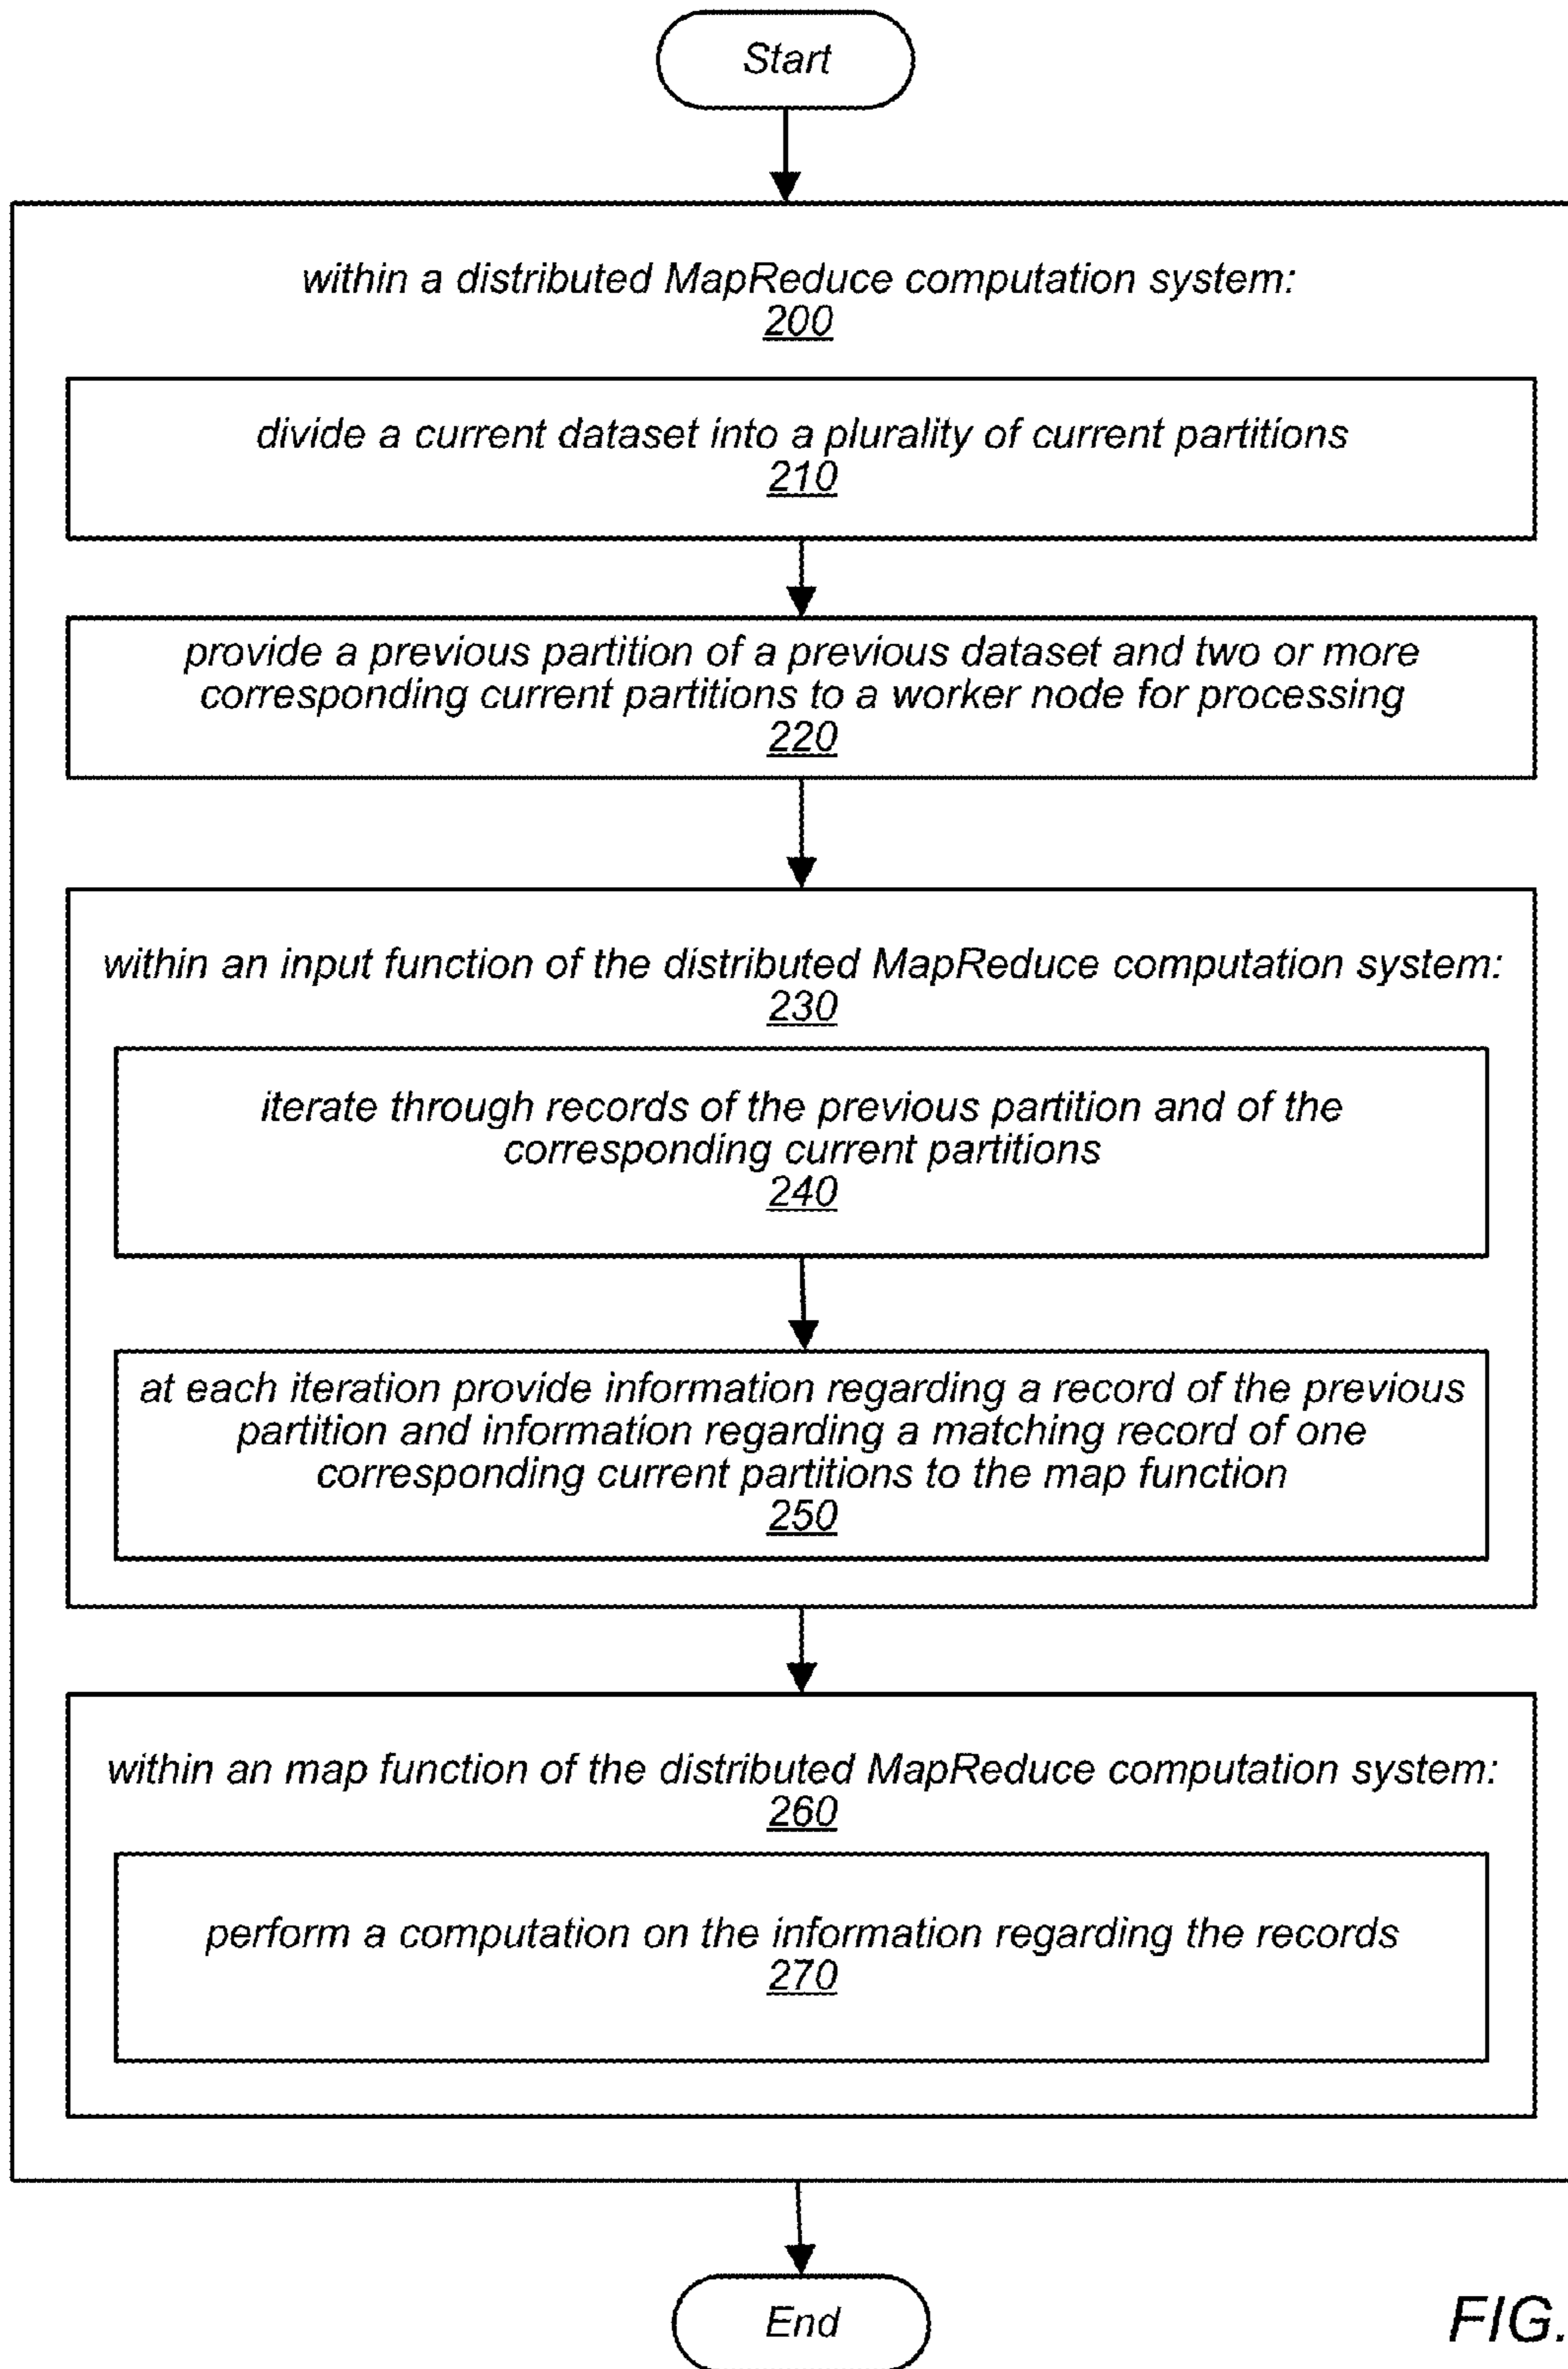 Start
within a distributed MapReduce computation system:
200
divide a current dataset into a plurality of current partitions
210
provide a previous partition of a previous dataset and two or more
corresponding current partitions to a worker node for processing
220
within an input function of the distributed MapReduce computation system:
230
iterate through records of the previous partition and of the
corresponding current partitions
240
at each iteration provide information regarding a record of the previous
partition and information regarding a matching record of one
corresponding current partitions to the map function
250
within an map function of the distributed MapReduce computation system:
260
perform a computation on the information regarding the records
270
End
FIG.